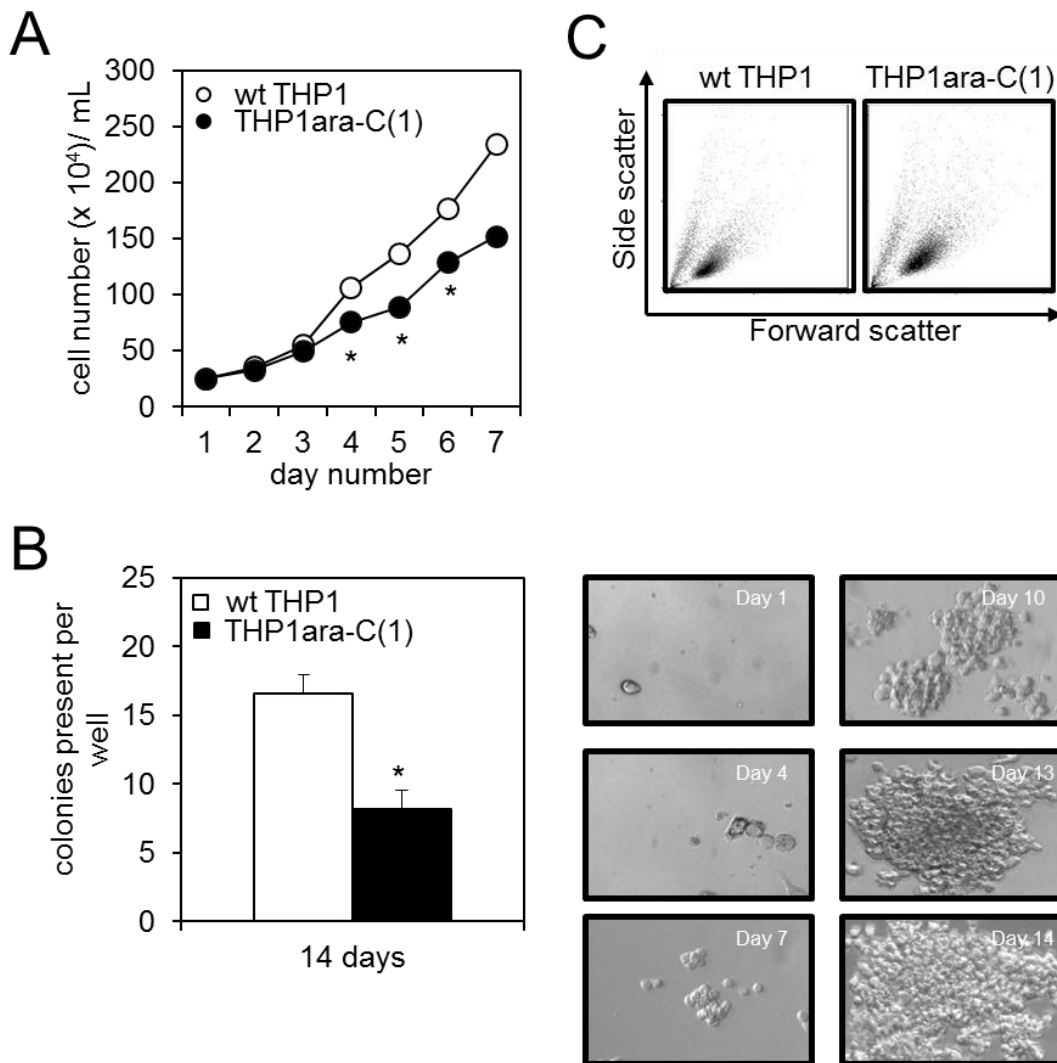 A
300
250
200
150
100
50
0
cell number (x 10⁴)/ mL
wt THP1
THP1ara-C(1)
*
*
*
1 2 3 4 5 6 7
day number
C
wt THP1 THP1ara-C(1)
Side scatter
Forward scatter
B
25
20
15
10
5
0
colonies present per
well
wt THP1
THP1ara-C(1)
*
14 days
Day 1
Day 10
Day 4
Day 13
Day 7
Day 14